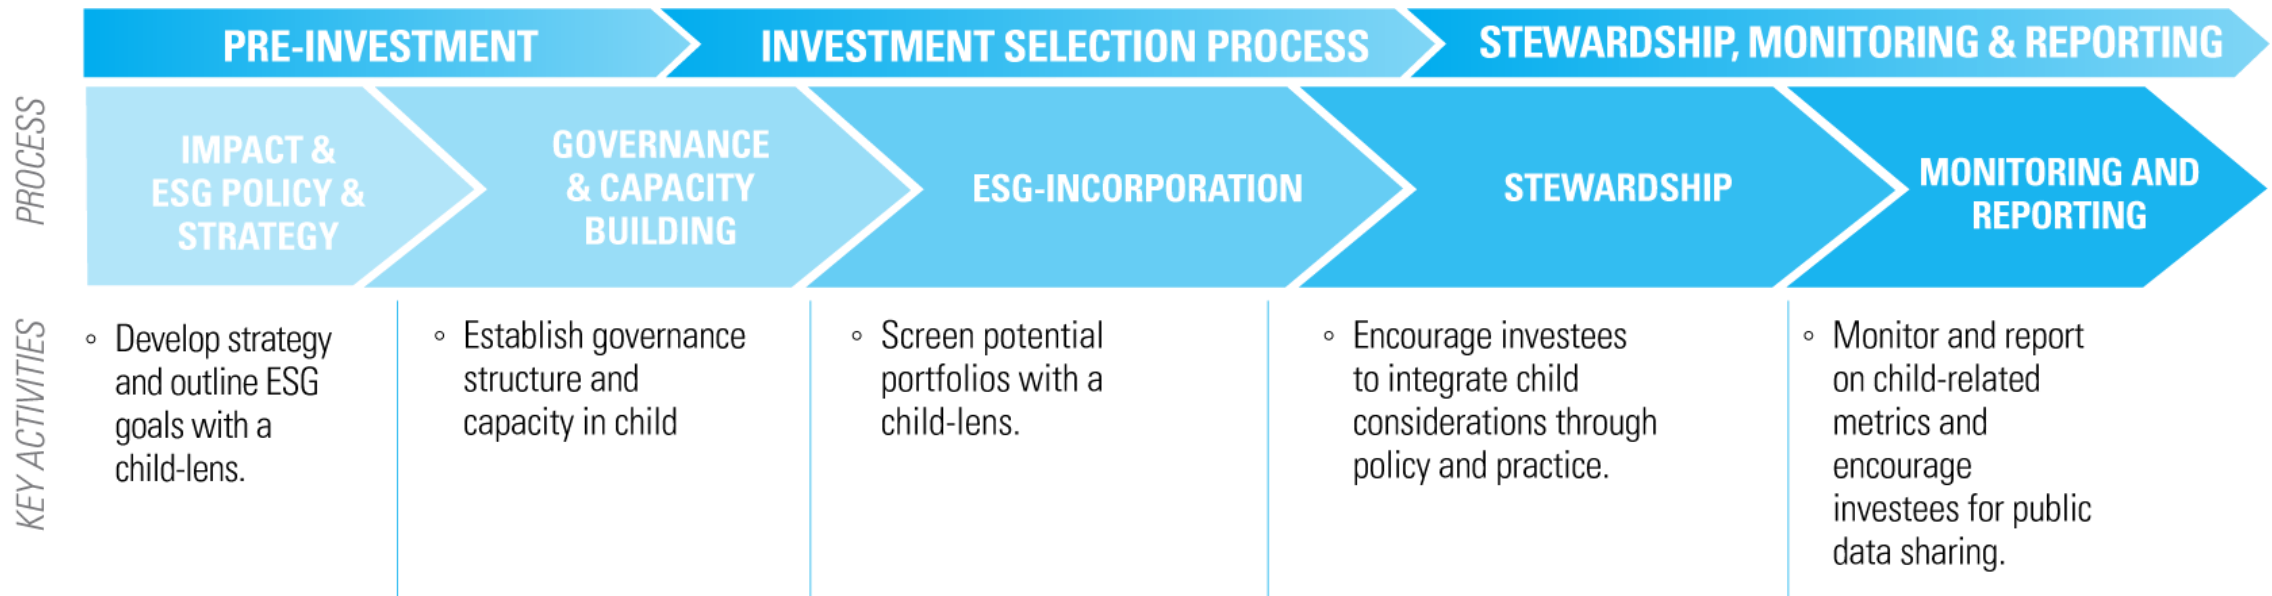 PRE-INVESTMENT
INVESTMENT SELECTION PROCESS
STEWARDSHIP, MONITORING & REPORTING
PROCESS
IMPACT &
ESG POLICY &
STRATEGY
GOVERNANCE
& CAPACITY
BUILDING
ESG-INCORPORATION
STEWARDSHIP
MONITORING AND
REPORTING
KEY ACTIVITIES
◦ Develop strategy
and outline ESG
goals with a
child-lens.
◦ Establish governance
structure and
capacity in child
◦ Screen potential
portfolios with a
child-lens.
◦ Encourage investees
to integrate child
considerations through
policy and practice.
◦ Monitor and report
on child-related
metrics and
encourage
investees for public
data sharing.